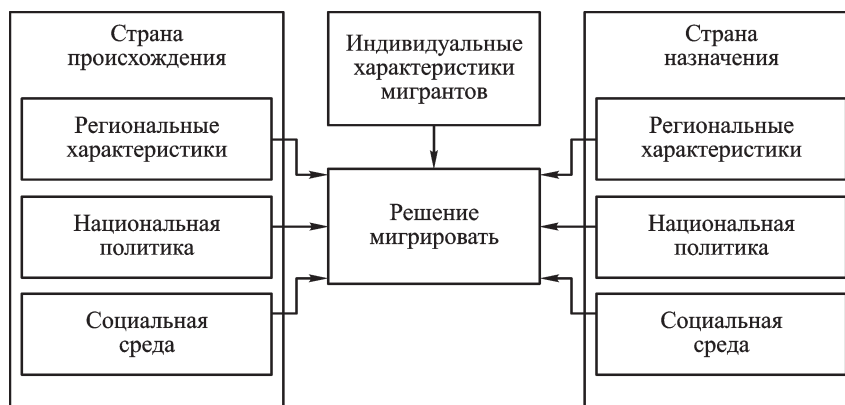 Страна
происхождения
Региональные
характеристики
Национальная
политика
Социальная
среда
Индивидуальные
характеристики
мигрантов
Решение
мигрировать
Страна
назначения
Региональные
характеристики
Национальная
политика
Социальная
среда